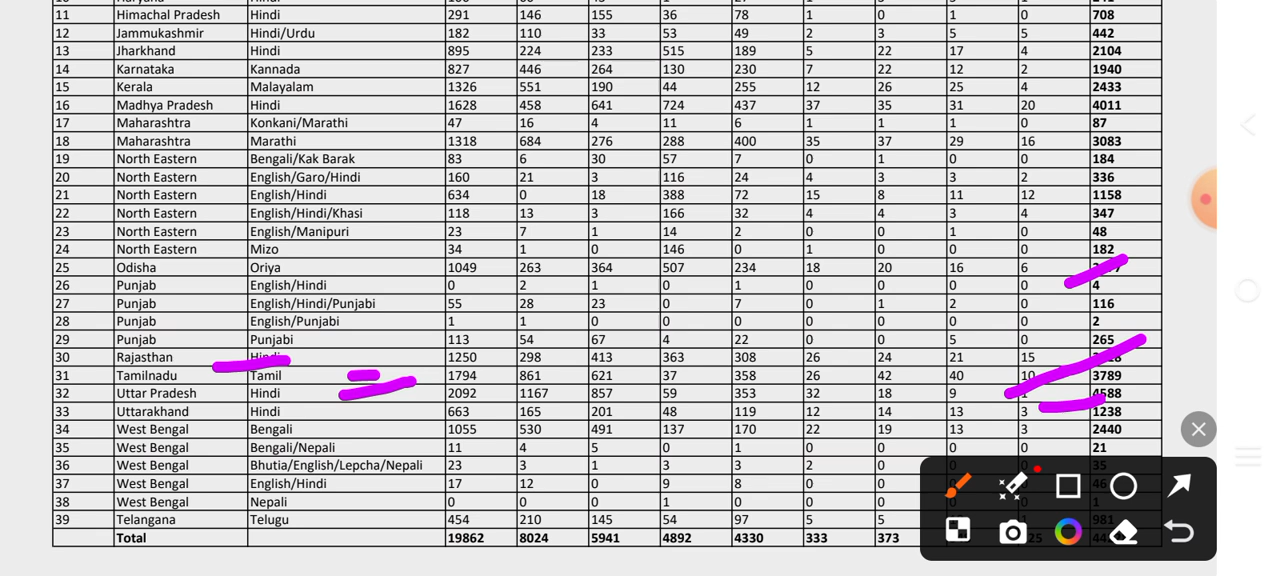 11 Himachal Pradesh Hindi 291 146 155 36 78 1 0 1 0 708
12 Jammukashmir Hindi/Urdu 182 110 33 53 49 2 3 5 5 442
13 Jharkhand Hindi 895 224 233 515 189 5 22 17 4 2104
14 Karnataka Kannada 827 446 264 130 230 7 22 12 2 1940
15 Kerala Malayalam 1326 551 190 44 255 12 26 25 4 2433
16 Madhya Pradesh Hindi 1628 458 641 724 437 37 35 31 20 4011
17 Maharashtra Konkani/Marathi 47 16 4 11 6 1 1 1 0 87
18 Maharashtra Marathi 1318 684 276 288 400 35 37 29 16 3083
19 North Eastern Bengali/Kak Barak 83 6 30 57 7 0 1 0 0 184
20 North Eastern English/Garo/Hindi 160 21 3 116 24 4 3 3 2 336
21 North Eastern English/Hindi 634 0 18 388 72 15 8 11 12 1158
22 North Eastern English/Hindi/Khasi 118 13 3 166 32 4 4 3 4 347
23 North Eastern English/Manipuri 23 7 1 14 2 0 0 1 0 48
24 North Eastern Mizo 34 1 0 146 0 1 0 0 0 182
25 Odisha Oriya 1049 263 364 507 234 18 20 16 6
26 Punjab English/Hindi 0 2 1 0 1 0 0 0 0 4
27 Punjab English/Hindi/Punjabi 55 28 23 0 7 0 1 2 0 116
28 Punjab English/Punjabi 1 1 0 0 0 0 0 0 0 2
29 Punjab Punjabi 113 54 67 4 22 0 0 5 0 265
30 Rajasthan Hindi 1250 298 413 363 308 26 24 21 15
31 Tamilnadu Tamil 1794 861 621 37 358 26 42 40 10 3789
32 Uttar Pradesh Hindi 2092 1167 857 59 353 32 18 9 1 4588
33 Uttarakhand Hindi 663 165 201 48 119 12 14 13 3 1238
34 West Bengal Bengali 1055 530 491 137 170 22 19 13 3 2440
35 West Bengal Bengali/Nepali 11 4 5 0 1 0 0 0 0 21
36 West Bengal Bhutia/English/Lepcha/Nepali 23 3 1 3 3 2 0 0 0 35
37 West Bengal English/Hindi 17 12 0 9 8 0 0 0 46
38 West Bengal Nepali 0 0 0 1 0 0 0 0 1
39 Telangana Telugu 454 210 145 54 97 5 5 981
Total 19862 8024 5941 4892 4330 333 373